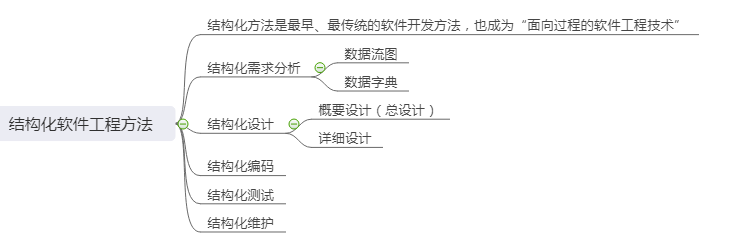 结构化方法是最早、最传统的软件开发方法，也成为“面向过程的软件工程技术”
结构化需求分析
数据流图
数据字典
结构化软件工程方法
结构化设计
概要设计（总设计）
详细设计
结构化编码
结构化测试
结构化维护